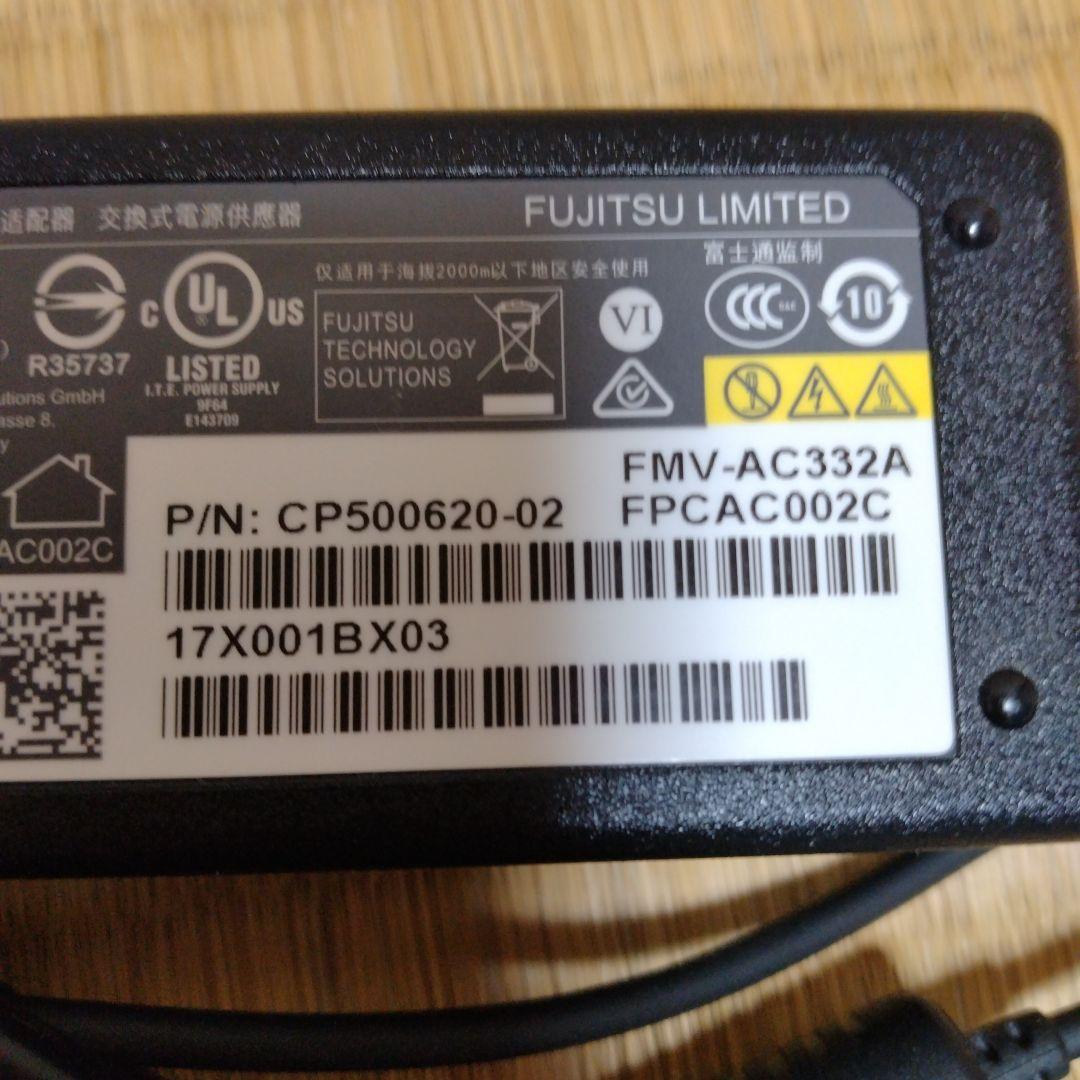 适配器 交換式電源供應器
FUJITSU LIMITED
富士通监制
仅适用于海拔2000m以下地区安全使用
R35737
C UL US
LISTED
I.T.E. POWER SUPPLY
9F64
E143709
FUJITSU
TECHNOLOGY
SOLUTIONS
VI
CCC
10
utions GmbH
asse 8,
y
AC002C
FMV-AC332A
P/N: CP500620-02 FPCAC002C
17X001BX03